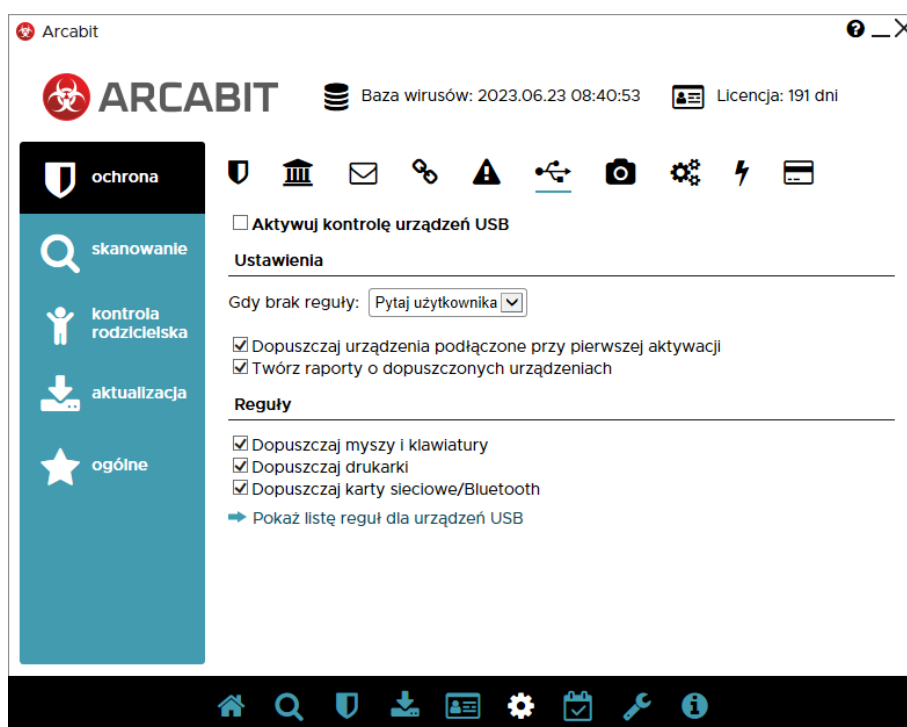 Arcabit
ARCABIT
Baza wirusów: 2023.06.23 08:40:53
Licencja: 191 dni
ochrona
skanowanie
kontrola
rodzicielska
aktualizacja
ogólne
Aktywuj kontrolę urządzeń USB
Ustawienia
Gdy brak reguły: Pytaj użytkownika
Dopuszczaj urządzenia podłączone przy pierwszej aktywacji
Twórz raporty o dopuszczonych urządzeniach
Reguły
Dopuszczaj myszy i klawiatury
Dopuszczaj drukarki
Dopuszczaj karty sieciowe/Bluetooth
Pokaż listę reguł dla urządzeń USB